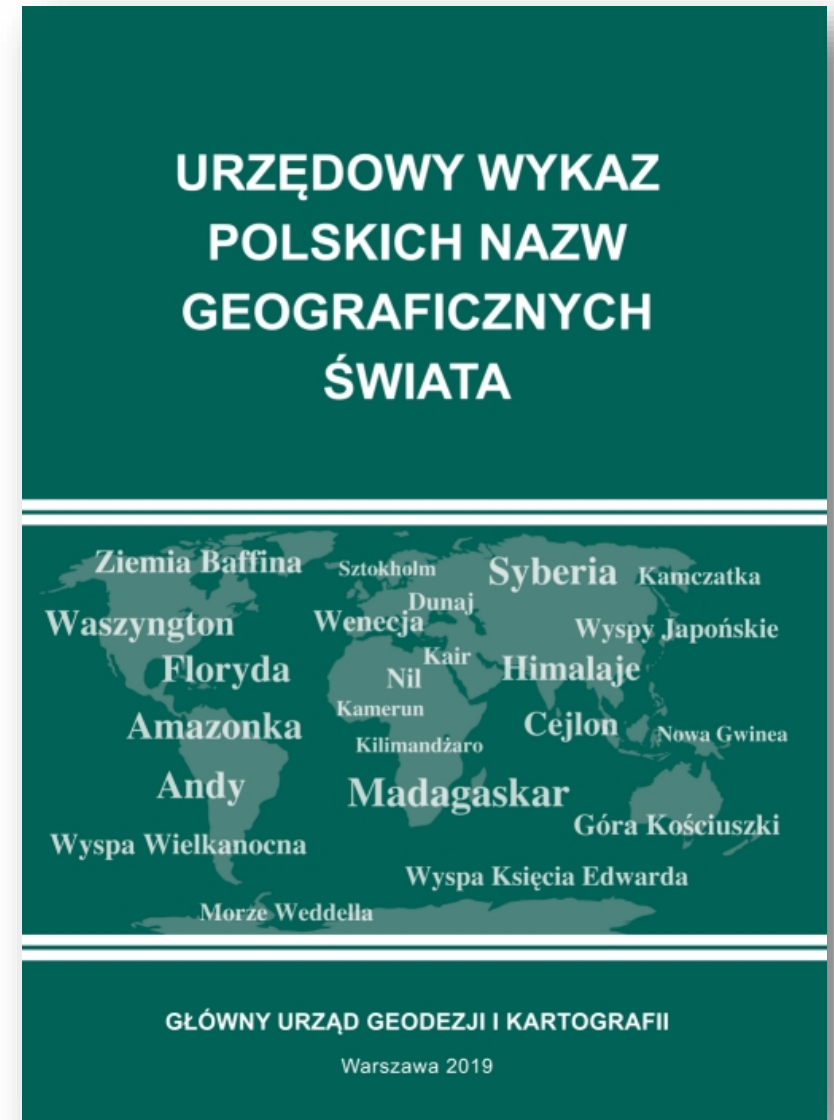 URZĘDOWY WYKAZ
POLSKICH NAZW
GEOGRAFICZNYCH
ŚWIATA
Ziemia Baffina
Sztokholm
Syberia
Kamczatka
Waszyngton
Wenecja
Dunaj
Wyspy Japońskie
Floryda
Nil
Kair
Himalaje
Amazonka
Kamerun
Kilimandżaro
Cejlon
Nowa Gwinea
Andy
Madagaskar
Góra Kościuszki
Wyspa Wielkanocna
Wyspa Księcia Edwarda
Morze Weddella
GŁÓWNY URZĄD GEODEZJI I KARTOGRAFII
Warszawa 2019